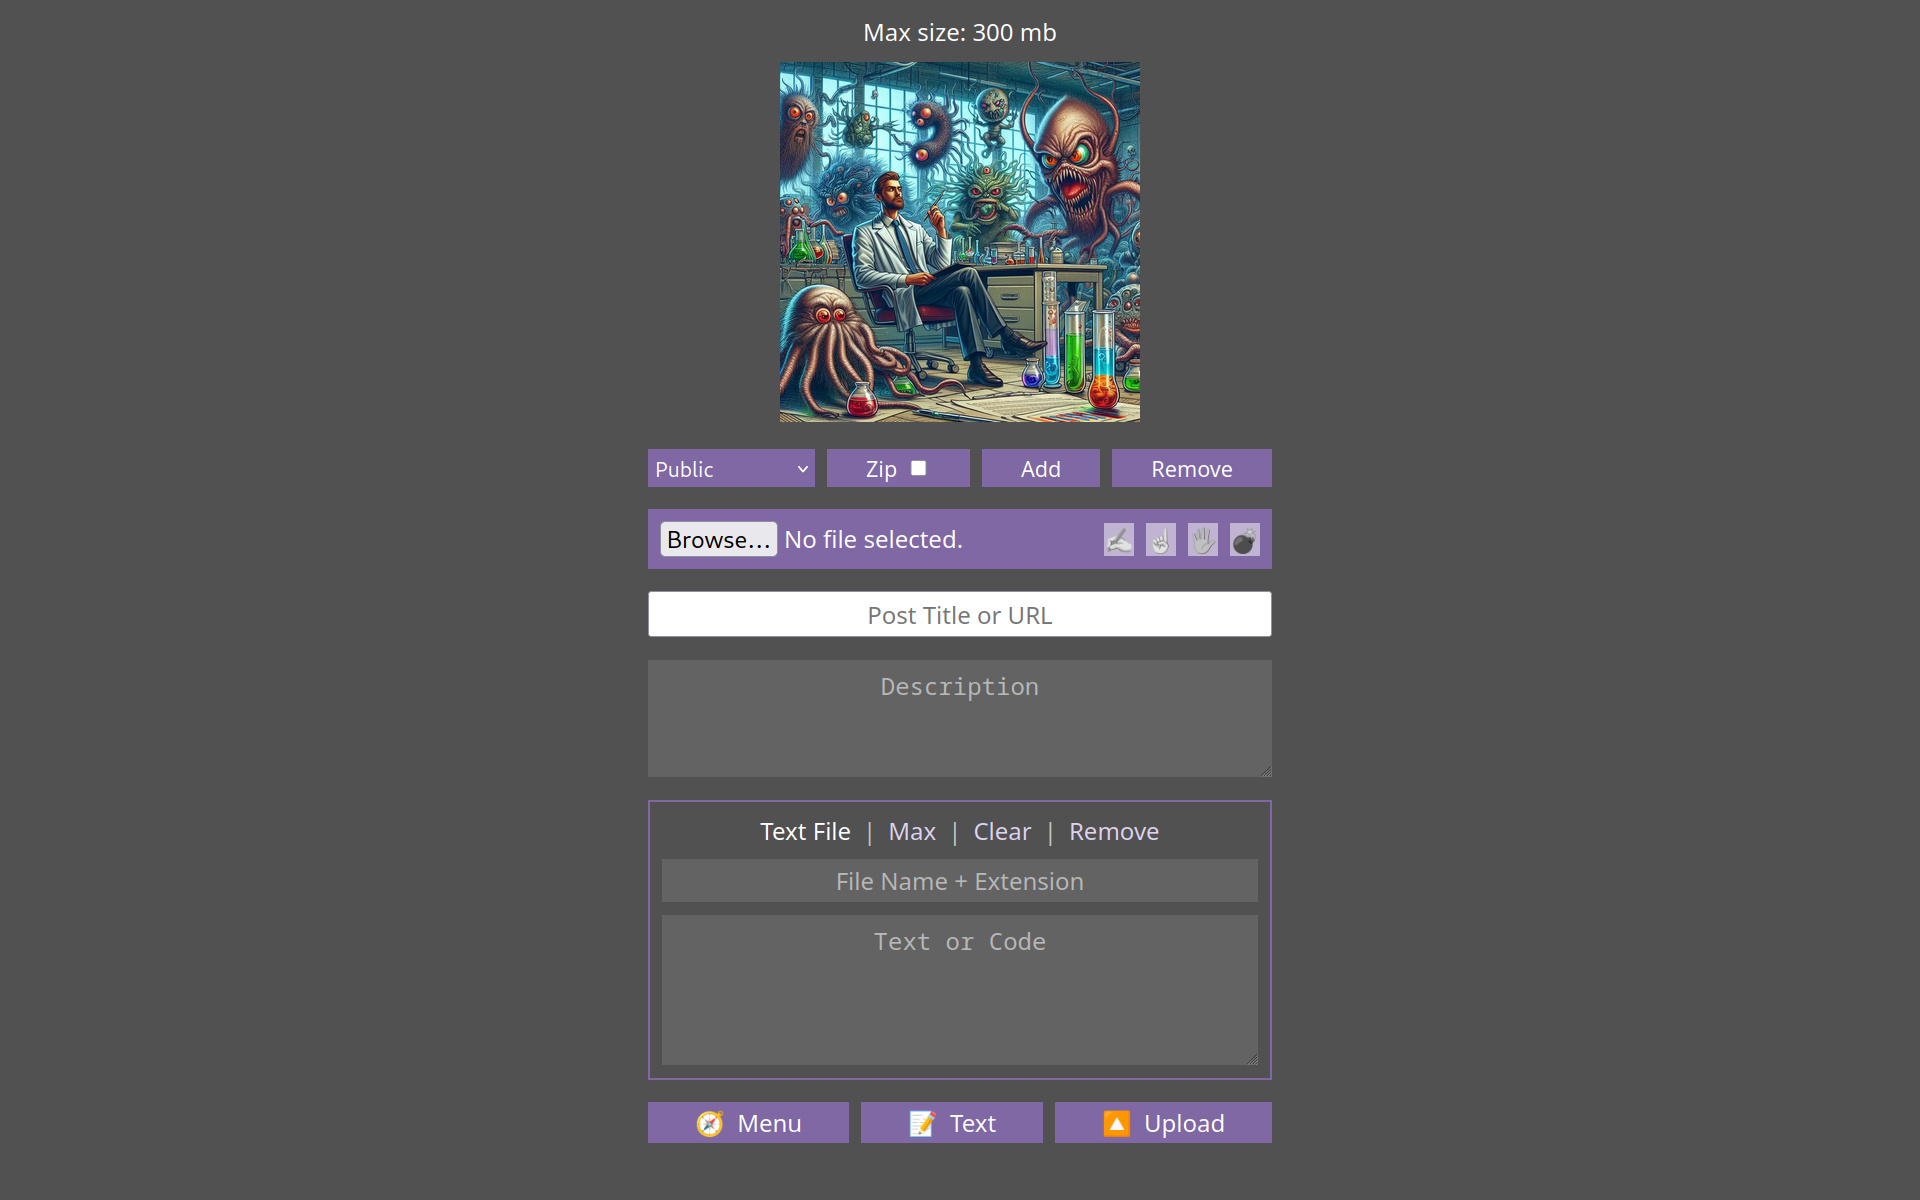 Max size: 300 mb
Public Zip Add Remove
Browse... No file selected.
Post Title or URL
Description
Text File | Max | Clear | Remove
File Name + Extension
Text or Code
Menu Text Upload